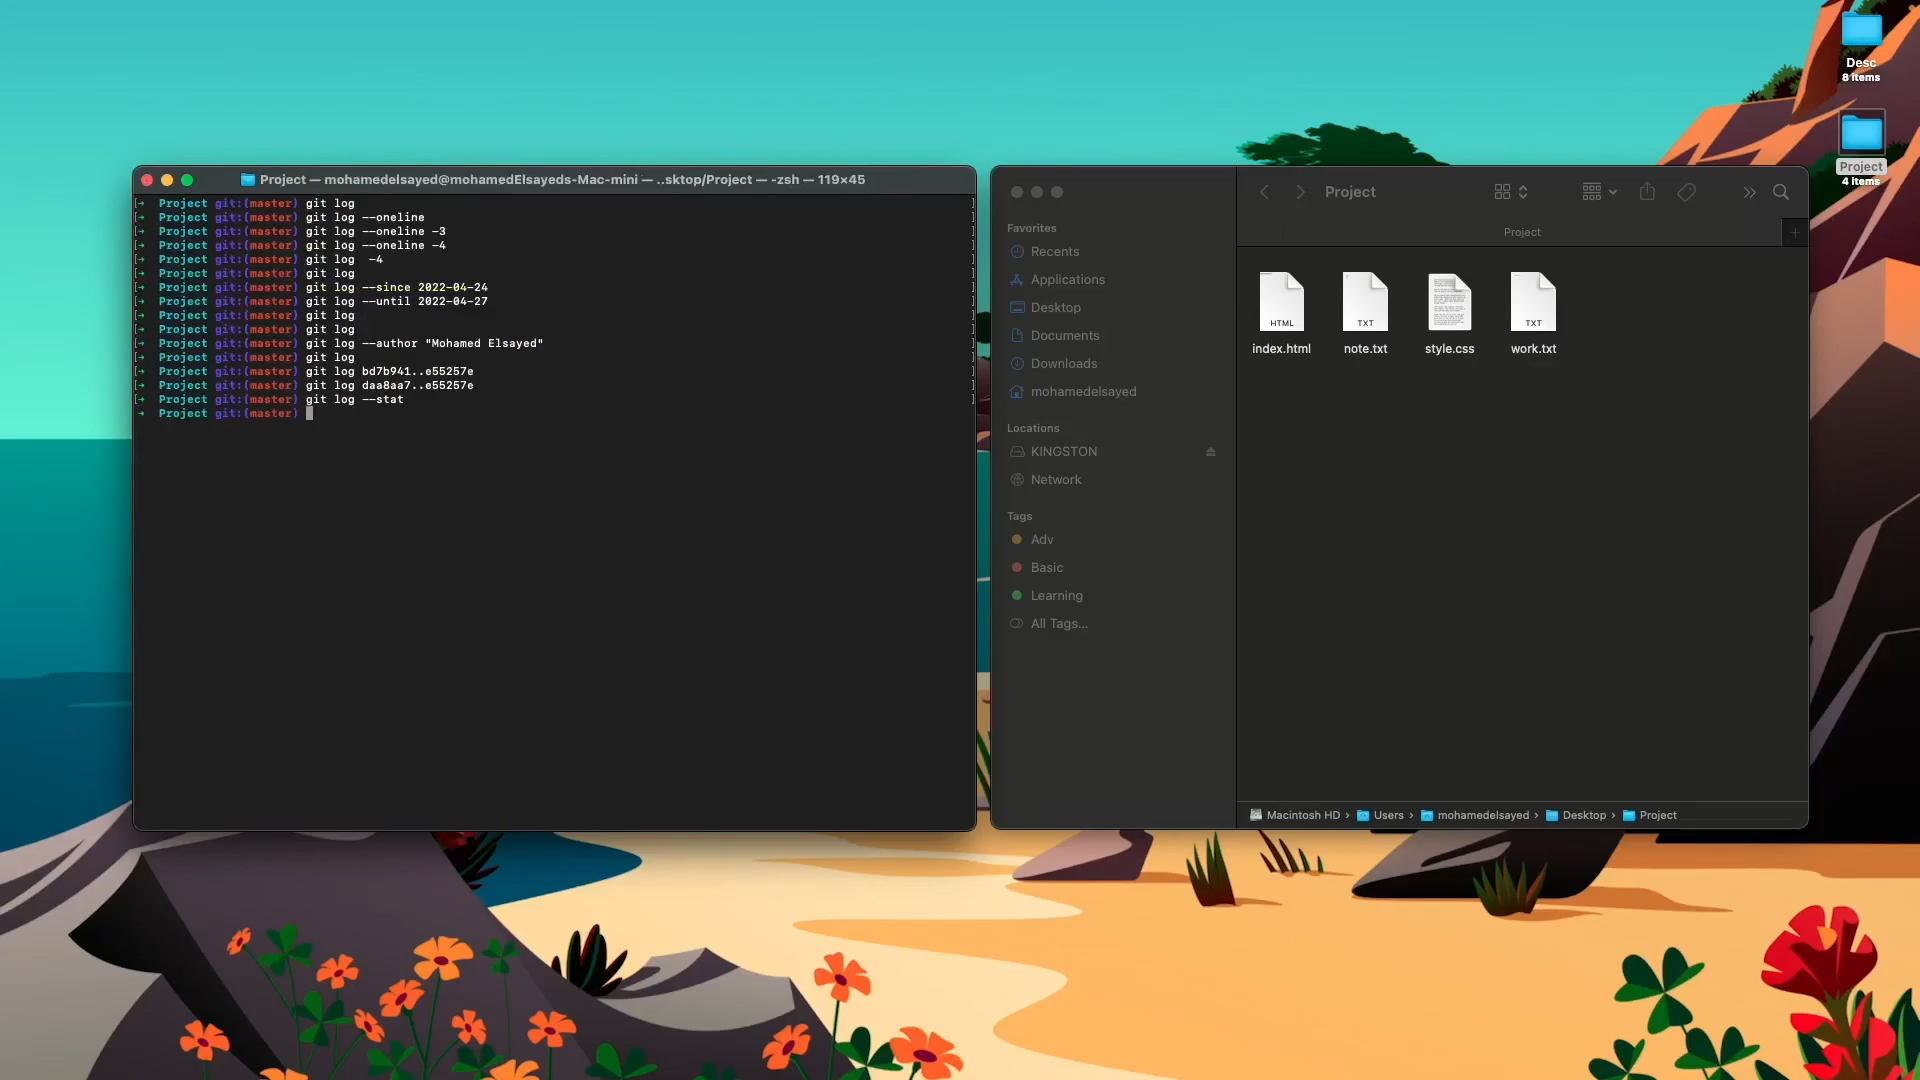 Project — mohamedelsayed@mohamedElsayeds-Mac-mini — ..sktop/Project — -zsh — 119×45
[→ Project git:(master) git log ]
[→ Project git:(master) git log --oneline ]
[→ Project git:(master) git log --oneline -3 ]
[→ Project git:(master) git log --oneline -4 ]
[→ Project git:(master) git log  -4 ]
[→ Project git:(master) git log ]
[→ Project git:(master) git log --since 2022-04-24 ]
[→ Project git:(master) git log --until 2022-04-27 ]
[→ Project git:(master) git log ]
[→ Project git:(master) git log ]
[→ Project git:(master) git log --author "Mohamed Elsayed" ]
[→ Project git:(master) git log ]
[→ Project git:(master) git log bd7b941..e55257e ]
[→ Project git:(master) git log daa8aa7..e55257e ]
[→ Project git:(master) git log --stat ]
→ Project git:(master)
Favorites
Recents
Applications
Desktop
Documents
Downloads
mohamedelsayed
Locations
KINGSTON
Network
Tags
Adv
Basic
Learning
All Tags...
Project
Project
HTML
TXT
TXT
index.html
note.txt
style.css
work.txt
Macintosh HD › Users › mohamedelsayed › Desktop › Project
Desc
8 items
Project
4 items